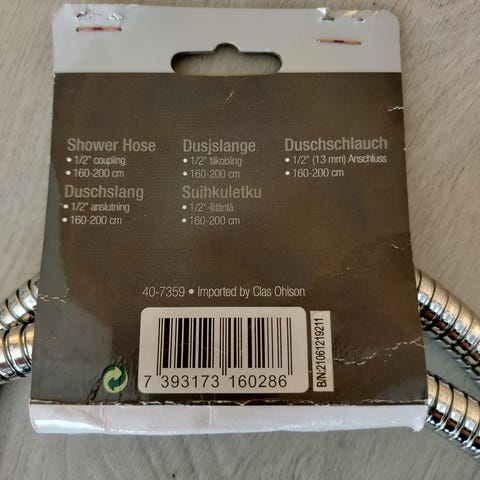 Shower Hose
• 1/2" coupling
• 160-200 cm
Dusjslange
• 1/2" tilkobling
• 160-200 cm
Duschschlauch
• 1/2" (13 mm) Anschluss
• 160-200 cm
Duschslang
• 1/2" anslutning
• 160-200 cm
Suihkuletku
• 1/2"-liitäntä
• 160-200 cm
40-7359 • Imported by Clas Ohlson
7 393173 160286
B/N:21061219211